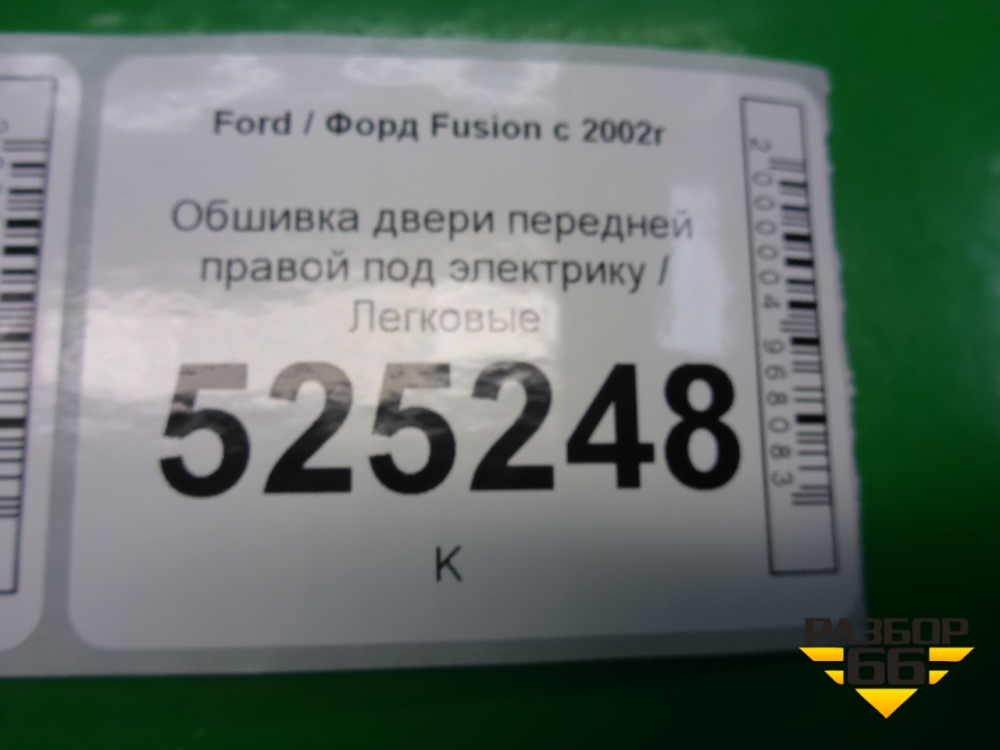 Ford / Форд Fusion с 2002г
Обшивка двери передней
правой под электрику /
Легковые
525248
К
2000004968083
РАЗБОР
66